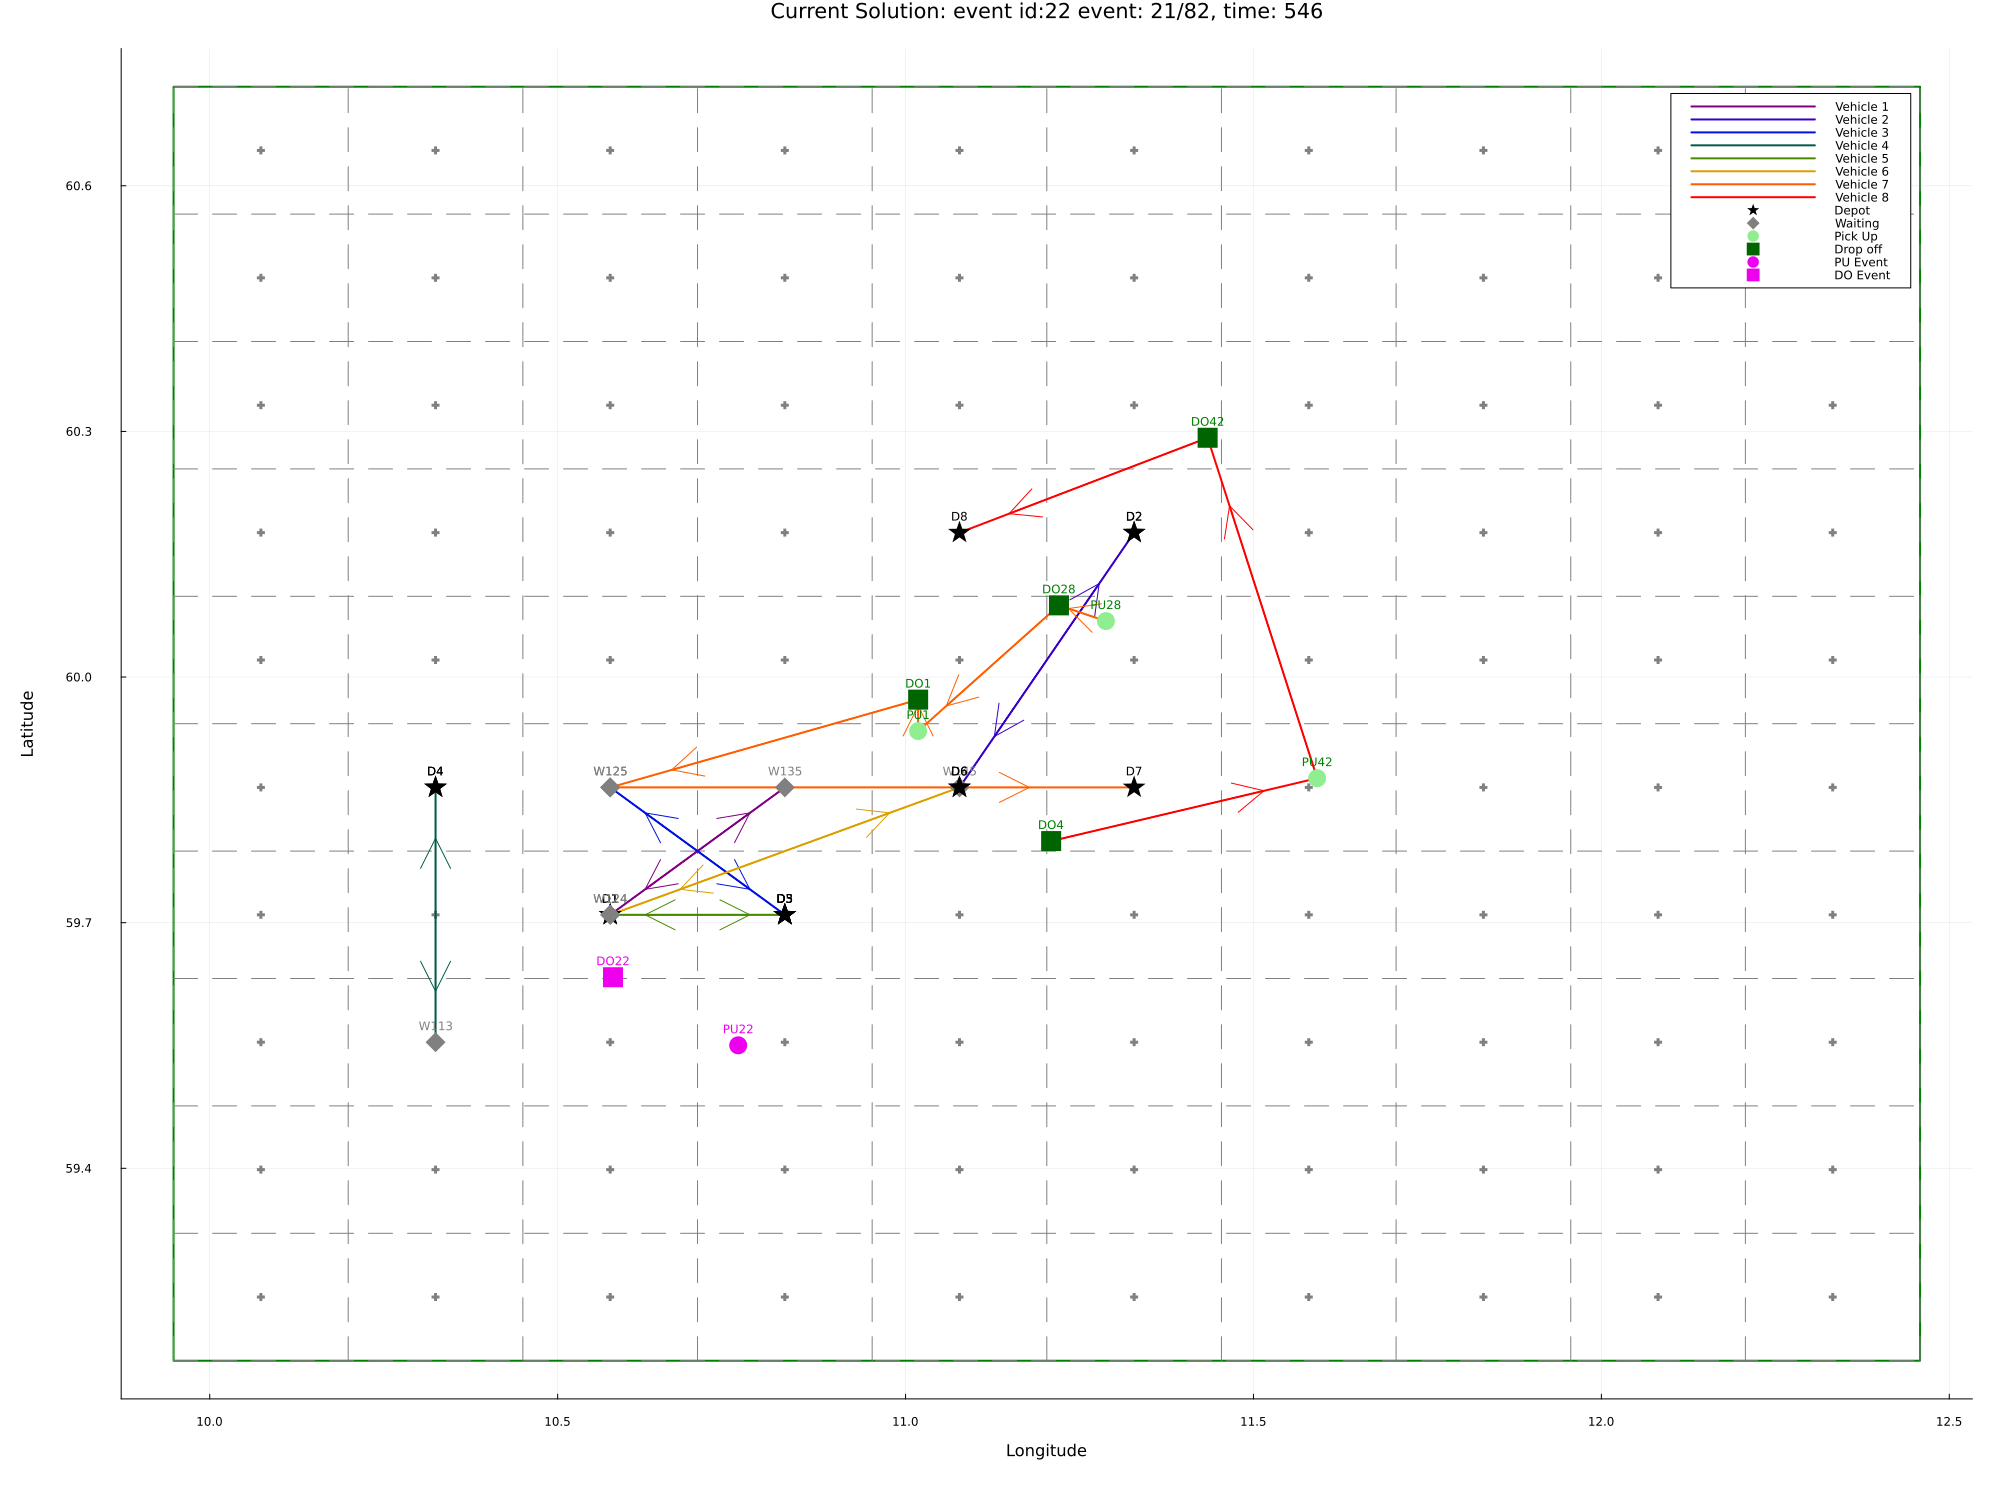 Current Solution: event id:22 event: 21/82, time: 546
Vehicle 1
Vehicle 2
Vehicle 3
Vehicle 4
Vehicle 5
Vehicle 6
Vehicle 7
Vehicle 8
Depot
Waiting
Pick Up
Drop off
PU Event
DO Event
60.6
60.3
60.0
59.7
59.4
Latitude
DO42
D8
D2
DO28
PU28
DO1
PU1
D4
W125
W135
D6
D7
PU42
DO4
D1
DO22
W113
PU22
10.0
10.5
11.0
11.5
12.0
12.5
Longitude